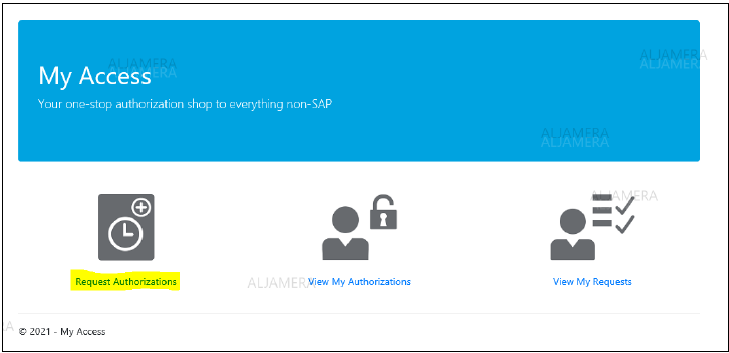 ALJAMERA
ALJAMERA
ALJAMERA
ALJAMERA
My Access
Your one-stop authorization shop to everything non-SAP
ALJAMERA
ALJAMERA
ALJAMERA
Request Authorizations
ALJAMERA
View My Authorizations
View My Requests
RA
© 2021 - My Access